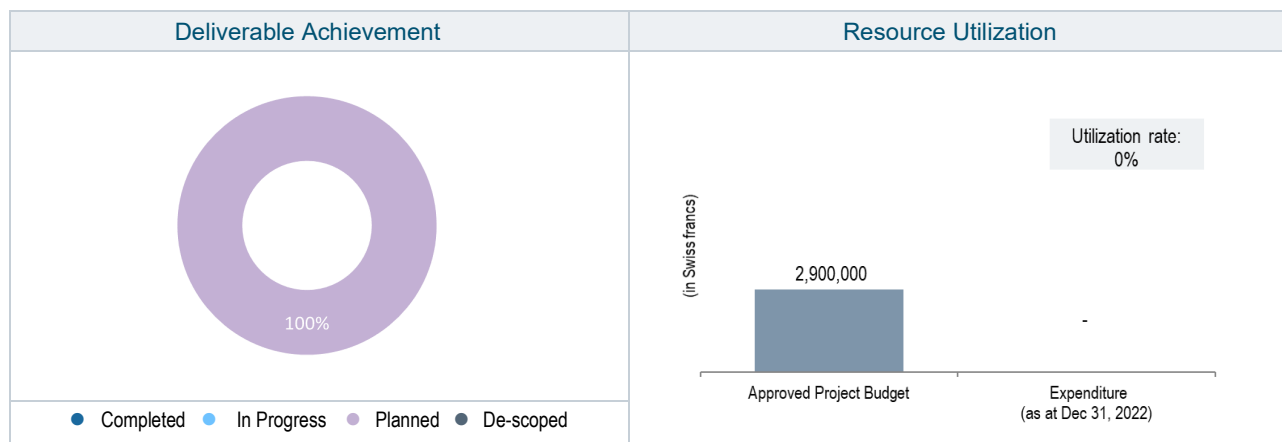 Deliverable Achievement
100%
Completed
In Progress
Planned
De-scoped
Resource Utilization
Utilization rate:
0%
(in Swiss francs)
2,900,000
-
Approved Project Budget
Expenditure
(as at Dec 31, 2022)